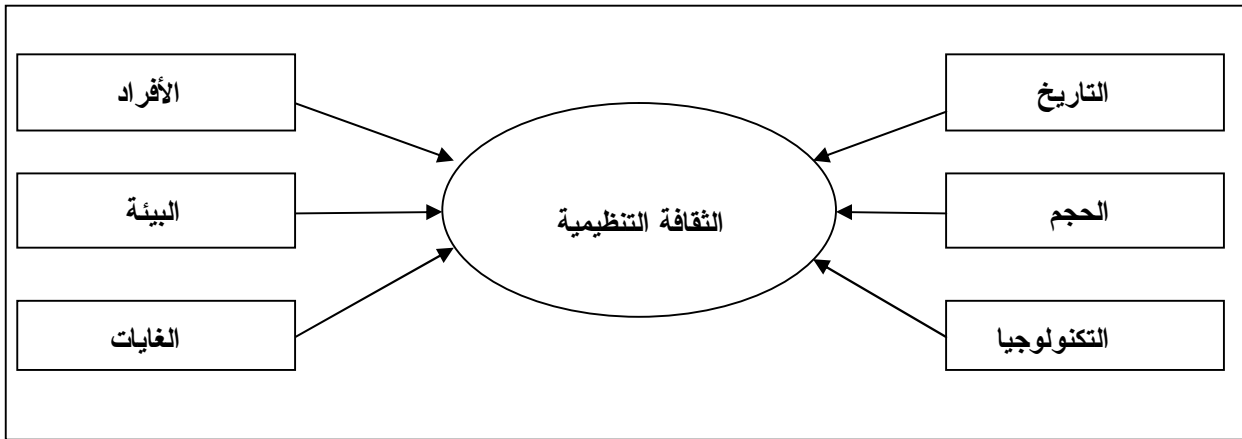 التاريخ
الأفراد
الحجم
الثقافة التنظيمية
البيئة
التكنولوجيا
الغايات